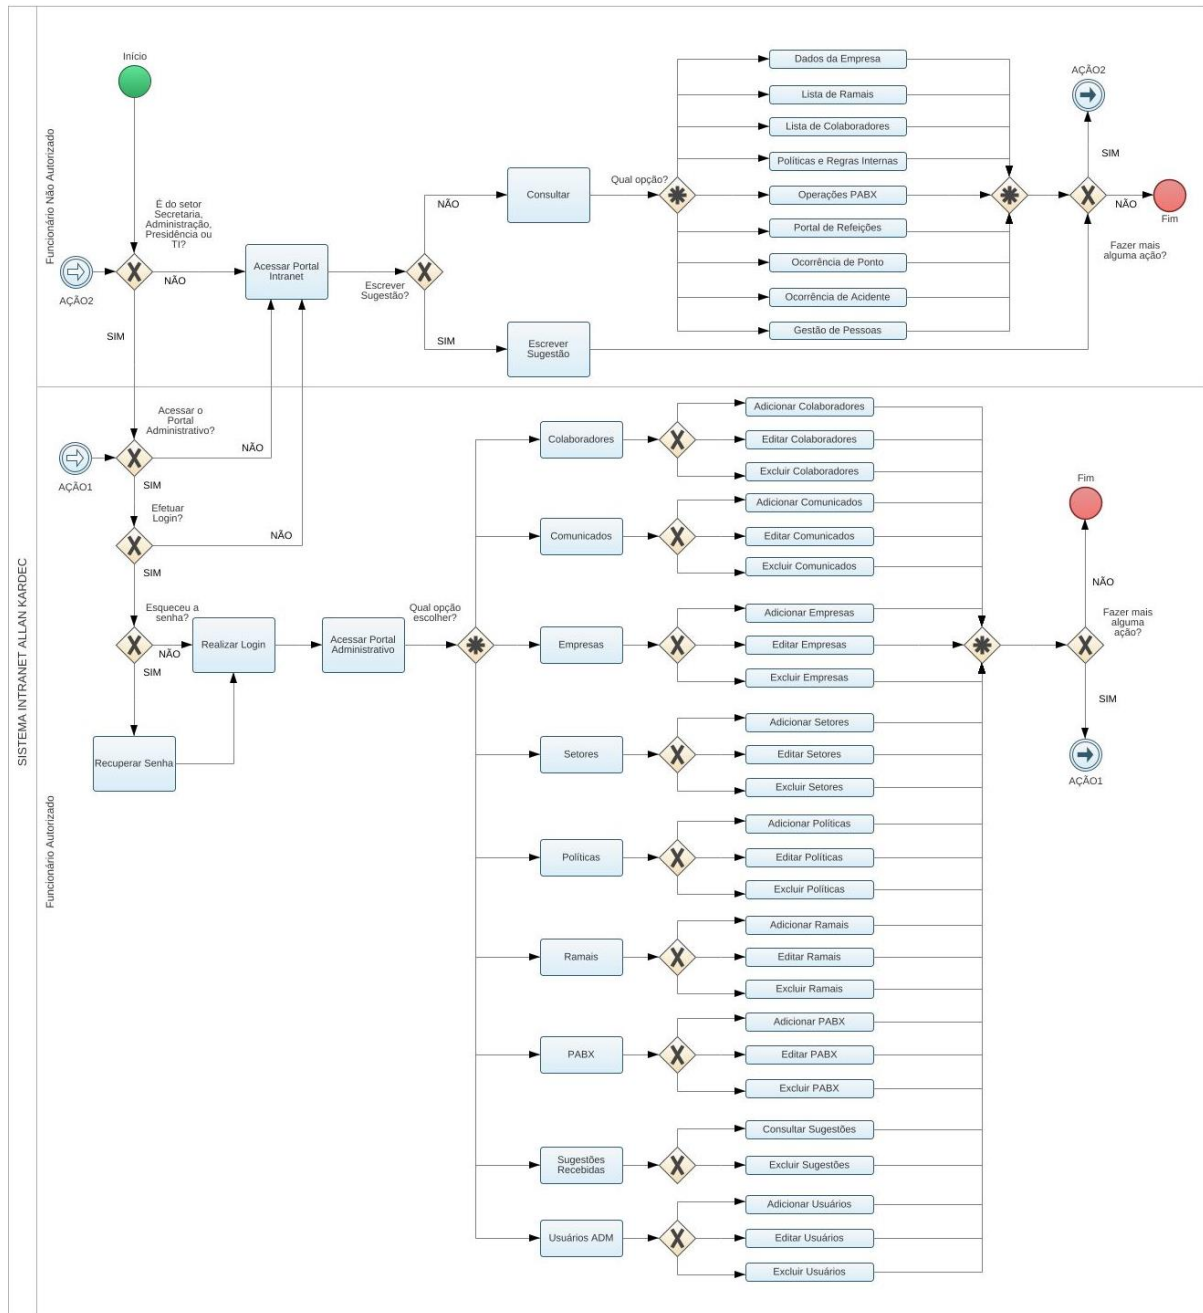 SISTEMA INTRANET ALLAN KARDEC
Funcionário Não Autorizado
Início
É do setor
Secretaria,
Administração,
Presidência ou
TI?
AÇÃO2
NÃO
SIM
Acessar Portal
Intranet
Escrever
Sugestão?
NÃO
SIM
Consultar
Escrever
Sugestão
Qual opção?
Dados da Empresa
Lista de Ramais
Lista de Colaboradores
Políticas e Regras Internas
Operações PABX
Portal de Refeições
Ocorrência de Ponto
Ocorrência de Acidente
Gestão de Pessoas
AÇÃO2
SIM
NÃO
Fim
Fazer mais
alguma ação?
Funcionário Autorizado
Acessar o
Portal
Administrativo?
AÇÃO1
NÃO
SIM
Efetuar
Login?
NÃO
SIM
Esqueceu a
senha?
NÃO
SIM
Realizar Login
Recuperar Senha
Acessar Portal
Administrativo
Qual opção
escolher?
Colaboradores
Adicionar Colaboradores
Editar Colaboradores
Excluir Colaboradores
Comunicados
Adicionar Comunicados
Editar Comunicados
Excluir Comunicados
Empresas
Adicionar Empresas
Editar Empresas
Excluir Empresas
Setores
Adicionar Setores
Editar Setores
Excluir Setores
Políticas
Adicionar Políticas
Editar Políticas
Excluir Políticas
Ramais
Adicionar Ramais
Editar Ramais
Excluir Ramais
PABX
Adicionar PABX
Editar PABX
Excluir PABX
Sugestões
Recebidas
Consultar Sugestões
Excluir Sugestões
Usuários ADM
Adicionar Usuários
Editar Usuários
Excluir Usuários
Fim
NÃO
Fazer mais
alguma
ação?
SIM
AÇÃO1